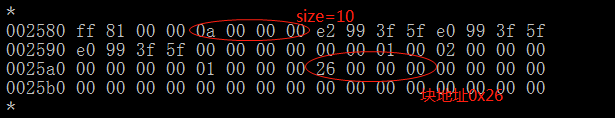 size=10
*
002580 ff 81 00 00 0a 00 00 00 e2 99 3f 5f e0 99 3f 5f
002590 e0 99 3f 5f 00 00 00 00 00 00 01 00 02 00 00 00
0025a0 00 00 00 00 01 00 00 00 26 00 00 00 00 00 00 00
块地址0x26
0025b0 00 00 00 00 00 00 00 00 00 00 00 00 00 00 00 00
*